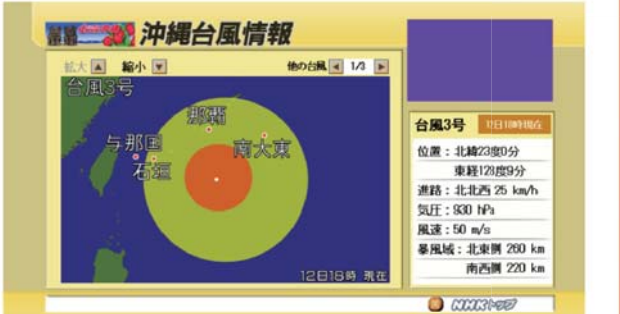 沖縄台風情報
拡大 ▲ 縮小 ▼ 他の台風 ◀ 1/3 ▶
台風3号
那覇
与那国
南大東
石垣
12日18時 現在
台風3号 12日18時現在
位置：北緯23度0分
東経128度9分
進路：北北西 25 km/h
気圧：930 hPa
風速：50 m/s
暴風域：北東側 260 km
南西側 220 km
NHKトップ